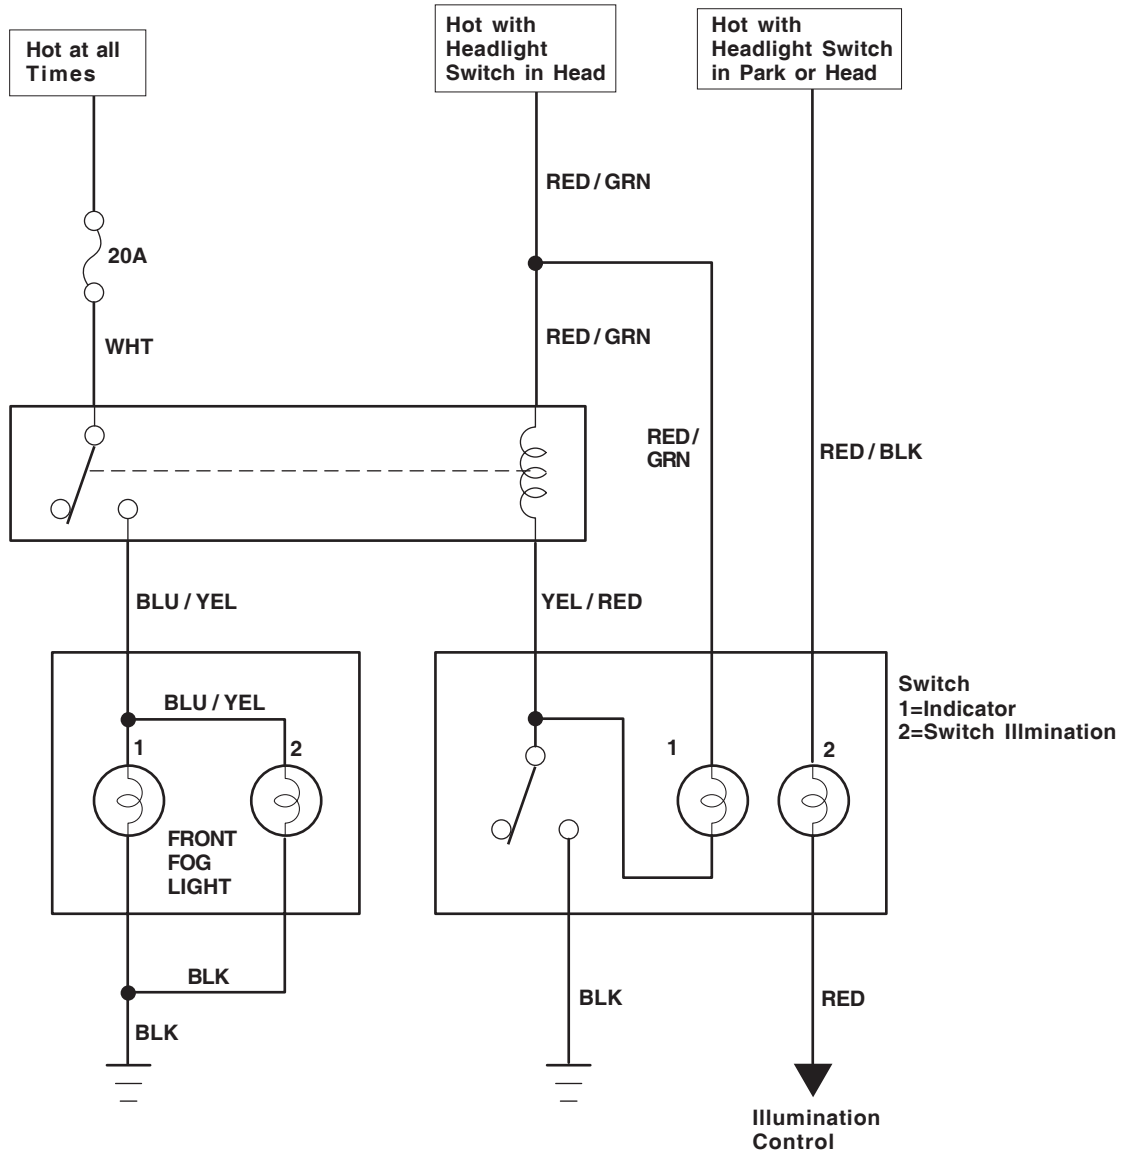 Hot at all
Times
Hot with
Headlight
Switch in Head
Hot with
Headlight Switch
in Park or Head
RED / GRN
20A
WHT
RED / GRN
RED /
GRN
RED / BLK
BLU / YEL
YEL / RED
Switch
1=Indicator
2=Switch Illmination
BLU / YEL
1
2
1
2
FRONT
FOG
LIGHT
BLK
BLK
BLK
RED
Illumination
Control